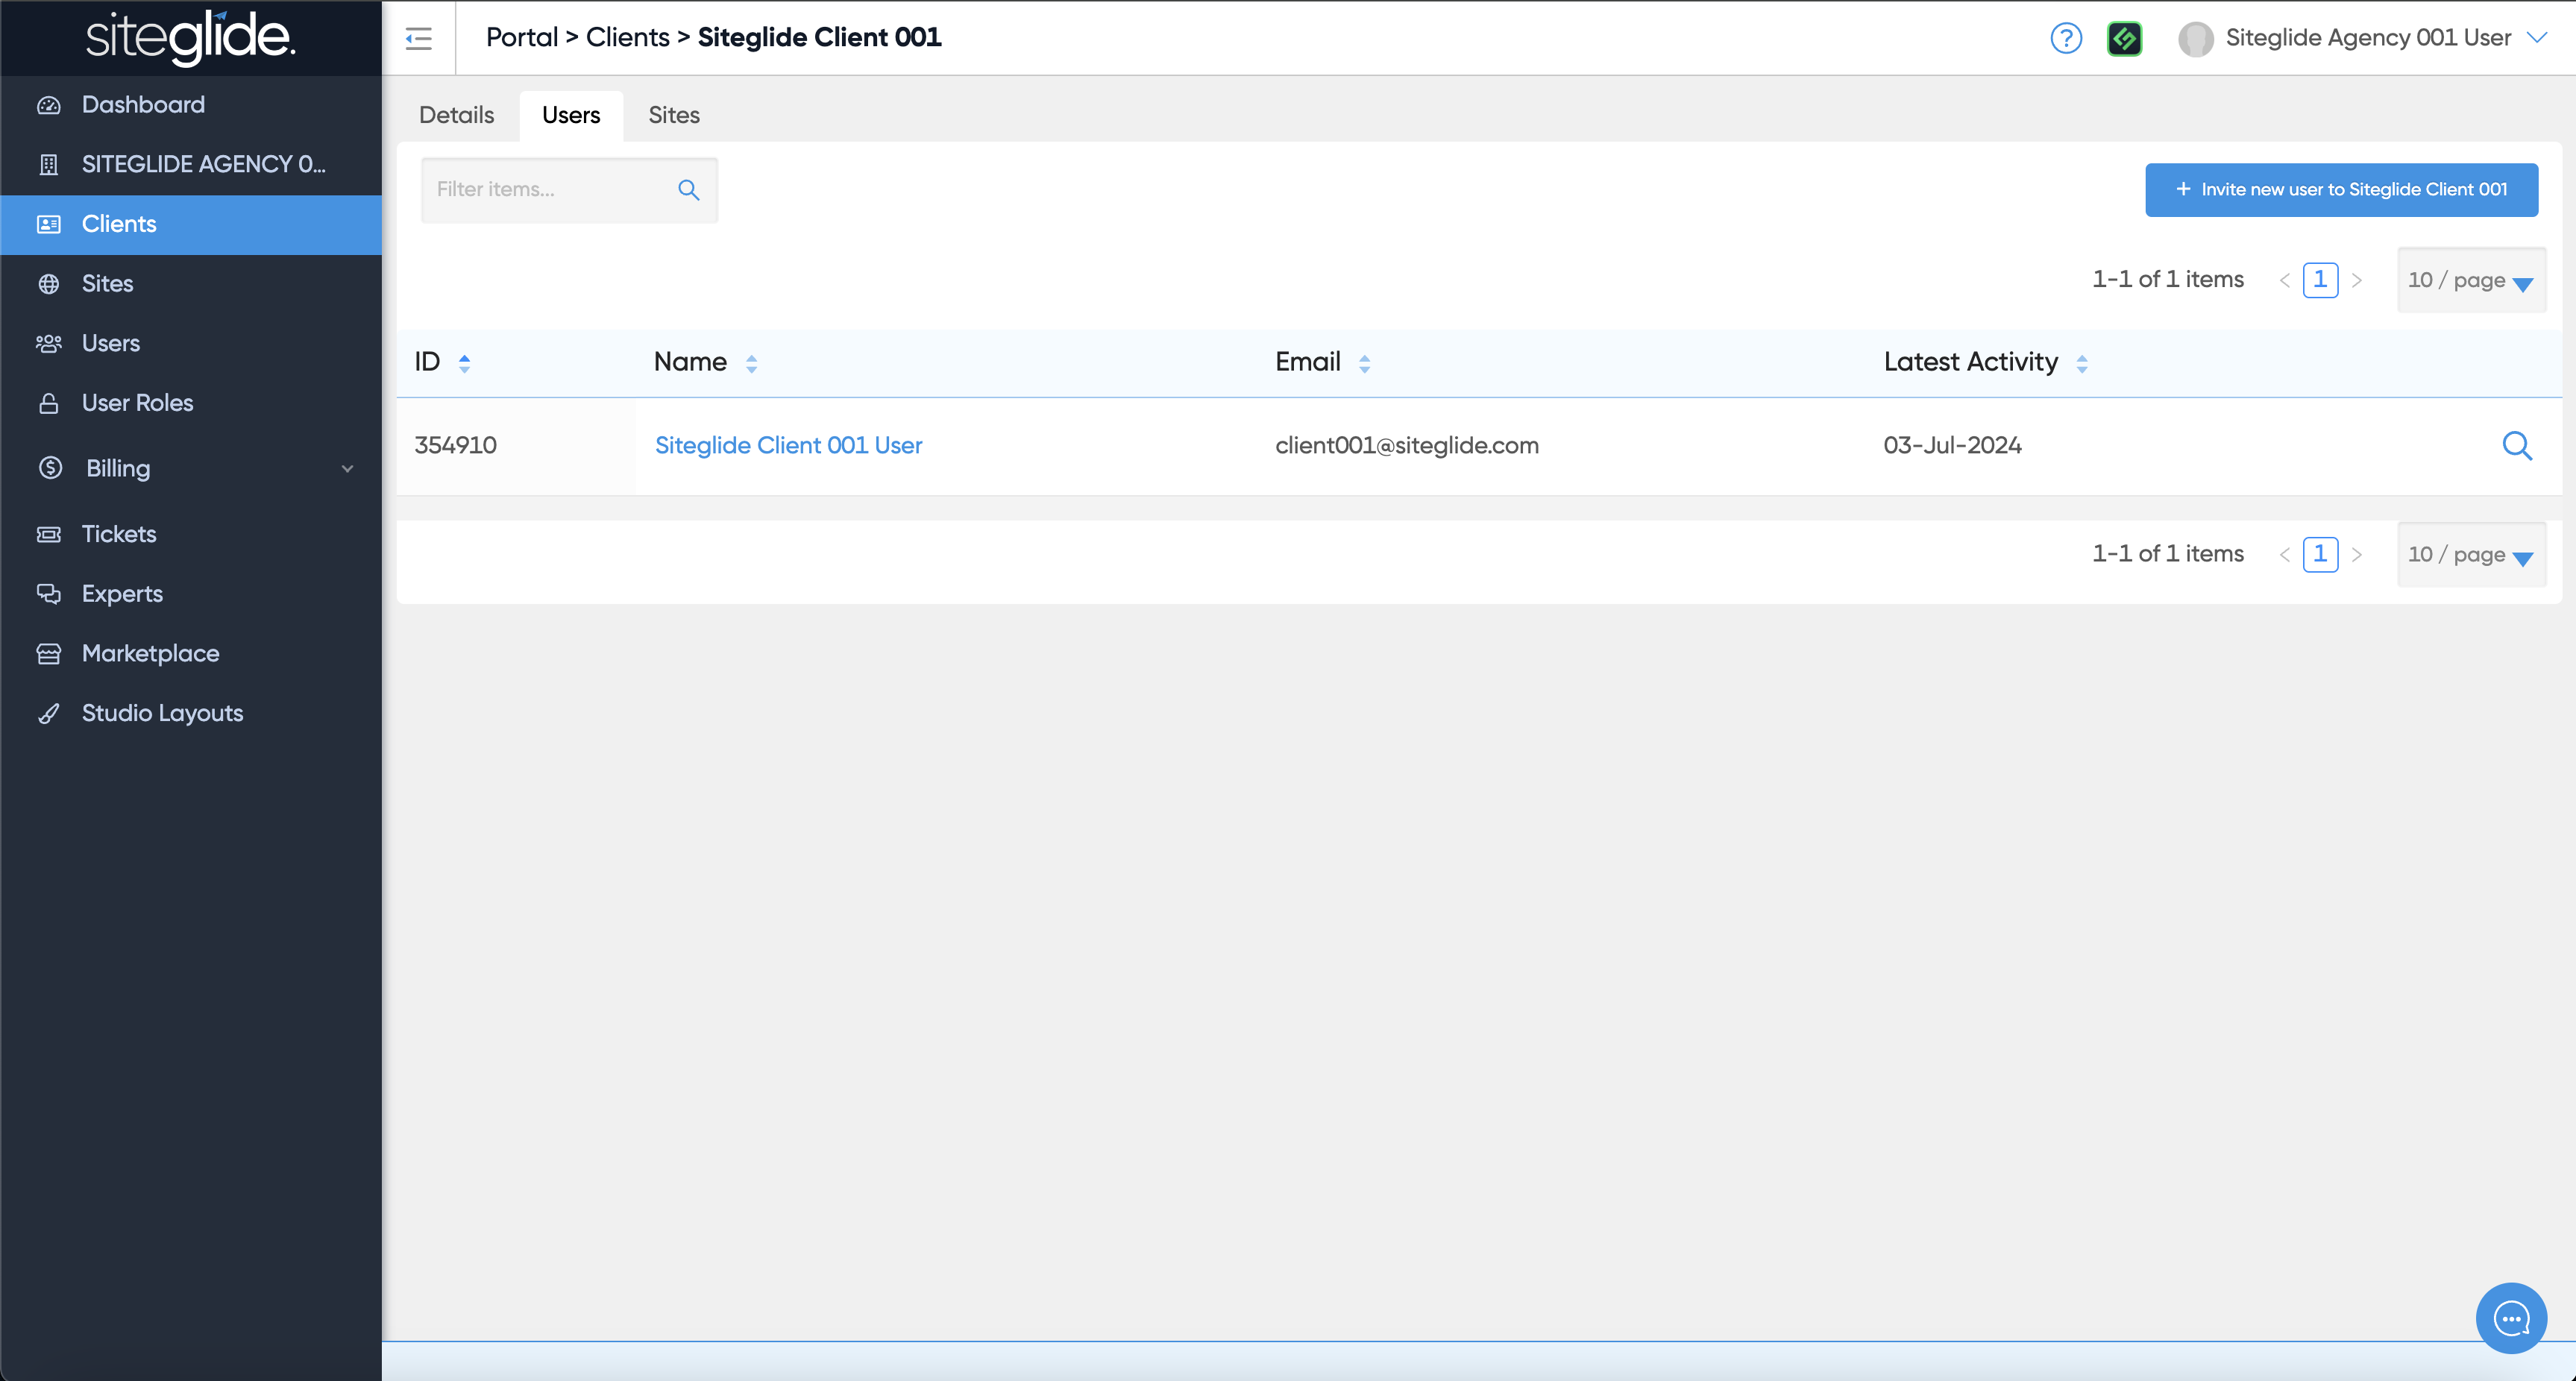 siteglide.
Portal > Clients > Siteglide Client 001
Siteglide Agency 001 User
Dashboard
SITEGLIDE AGENCY 0...
Clients
Sites
Users
User Roles
Billing
Tickets
Experts
Marketplace
Studio Layouts
Details
Users
Sites
Filter items...
+ Invite new user to Siteglide Client 001
1-1 of 1 items < 1 > 10 / page
ID Name Email Latest Activity
354910 Siteglide Client 001 User client001@siteglide.com 03-Jul-2024
1-1 of 1 items < 1 > 10 / page